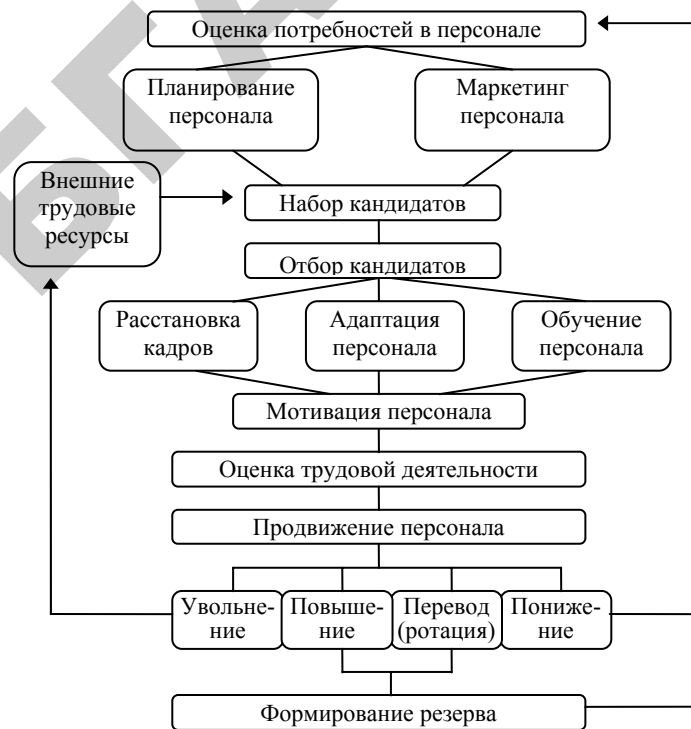 Оценка потребностей в персонале
Планирование
персонала
Маркетинг
персонала
Внешние
трудовые
ресурсы
Набор кандидатов
Отбор кандидатов
Расстановка
кадров
Адаптация
персонала
Обучение
персонала
Мотивация персонала
Оценка трудовой деятельности
Продвижение персонала
Увольне-
ние
Повыше-
ние
Перевод
(ротация)
Пониже-
ние
Формирование резерва